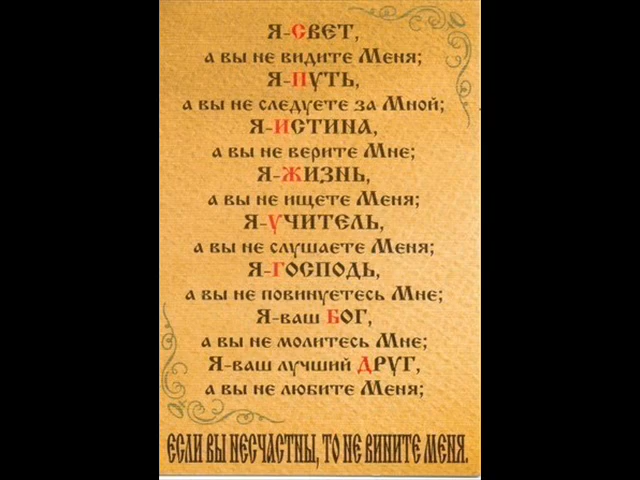 Я-СВЕТ,
а вы не видите Меня;
Я-ПУТЬ,
а вы не следуете за Мной;
Я-ИСТИНА,
а вы не верите Мне;
Я-ЖИЗНЬ,
а вы не ищете Меня;
Я-УЧИТЕЛЬ,
а вы не слушаете Меня;
Я-ГОСПОДЬ,
а вы не повинуетесь Мне;
Я-ваш БОГ,
а вы не молитесь Мне;
Я-ваш лучший ДРУГ,
а вы не любите Меня;
ЕСЛИ ВЫ НЕСЧАСТНЫ, ТО НЕ ВИНИТЕ МЕНЯ.